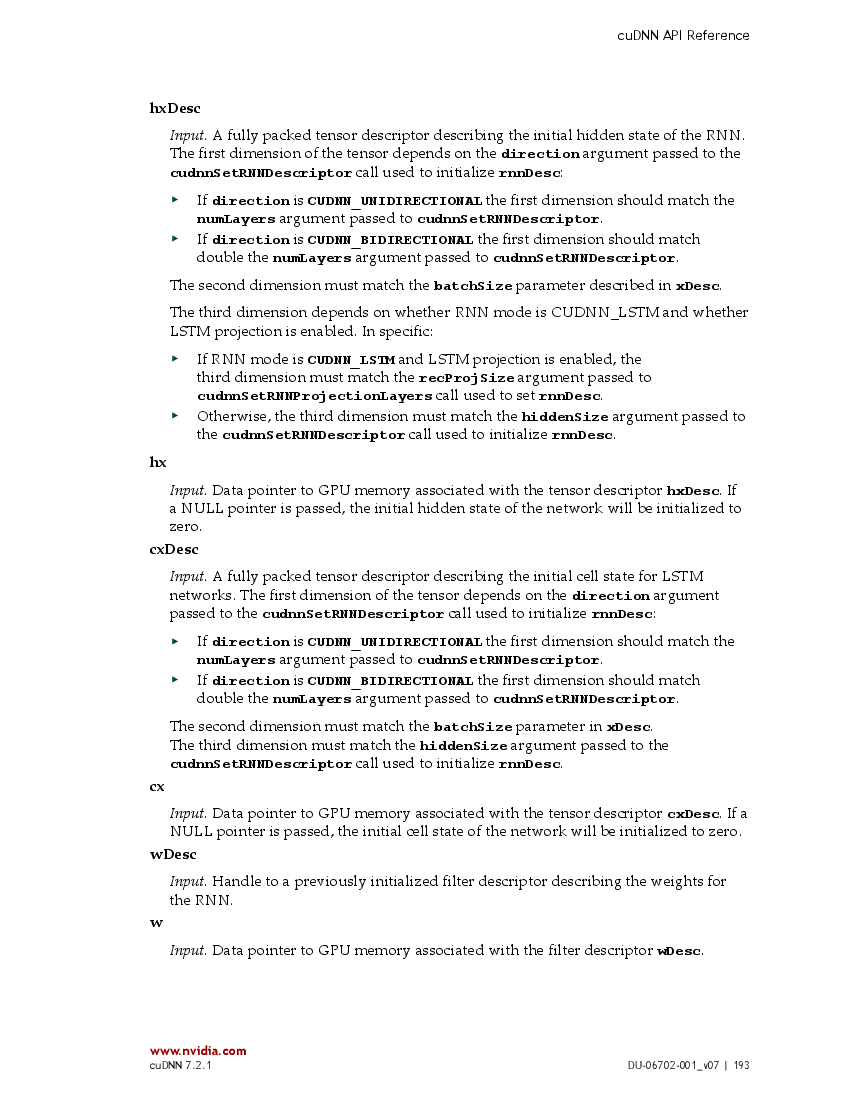 cuDNN API Reference
hxDesc
Input. A fully packed tensor descriptor describing the initial hidden state of the RNN.
The first dimension of the tensor depends on the direction argument passed to the
cudnnSetRNNDescriptor call used to initialize rnnDesc:
▸ If direction is CUDNN_UNIDIRECTIONAL the first dimension should match the
numLayers argument passed to cudnnSetRNNDescriptor.
▸ If direction is CUDNN_BIDIRECTIONAL the first dimension should match
double the numLayers argument passed to cudnnSetRNNDescriptor.
The second dimension must match the batchSize parameter described in xDesc.
The third dimension depends on whether RNN mode is CUDNN_LSTM and whether
LSTM projection is enabled. In specific:
▸ If RNN mode is CUDNN_LSTM and LSTM projection is enabled, the
third dimension must match the recProjSize argument passed to
cudnnSetRNNProjectionLayers call used to set rnnDesc.
▸ Otherwise, the third dimension must match the hiddenSize argument passed to
the cudnnSetRNNDescriptor call used to initialize rnnDesc.
hx
Input. Data pointer to GPU memory associated with the tensor descriptor hxDesc. If
a NULL pointer is passed, the initial hidden state of the network will be initialized to
zero.
cxDesc
Input. A fully packed tensor descriptor describing the initial cell state for LSTM
networks. The first dimension of the tensor depends on the direction argument
passed to the cudnnSetRNNDescriptor call used to initialize rnnDesc:
▸ If direction is CUDNN_UNIDIRECTIONAL the first dimension should match the
numLayers argument passed to cudnnSetRNNDescriptor.
▸ If direction is CUDNN_BIDIRECTIONAL the first dimension should match
double the numLayers argument passed to cudnnSetRNNDescriptor.
The second dimension must match the batchSize parameter in xDesc.
The third dimension must match the hiddenSize argument passed to the
cudnnSetRNNDescriptor call used to initialize rnnDesc.
cx
Input. Data pointer to GPU memory associated with the tensor descriptor cxDesc. If a
NULL pointer is passed, the initial cell state of the network will be initialized to zero.
wDesc
Input. Handle to a previously initialized filter descriptor describing the weights for
the RNN.
w
Input. Data pointer to GPU memory associated with the filter descriptor wDesc.
www.nvidia.com
cuDNN 7.2.1
DU-06702-001_v07 | 193